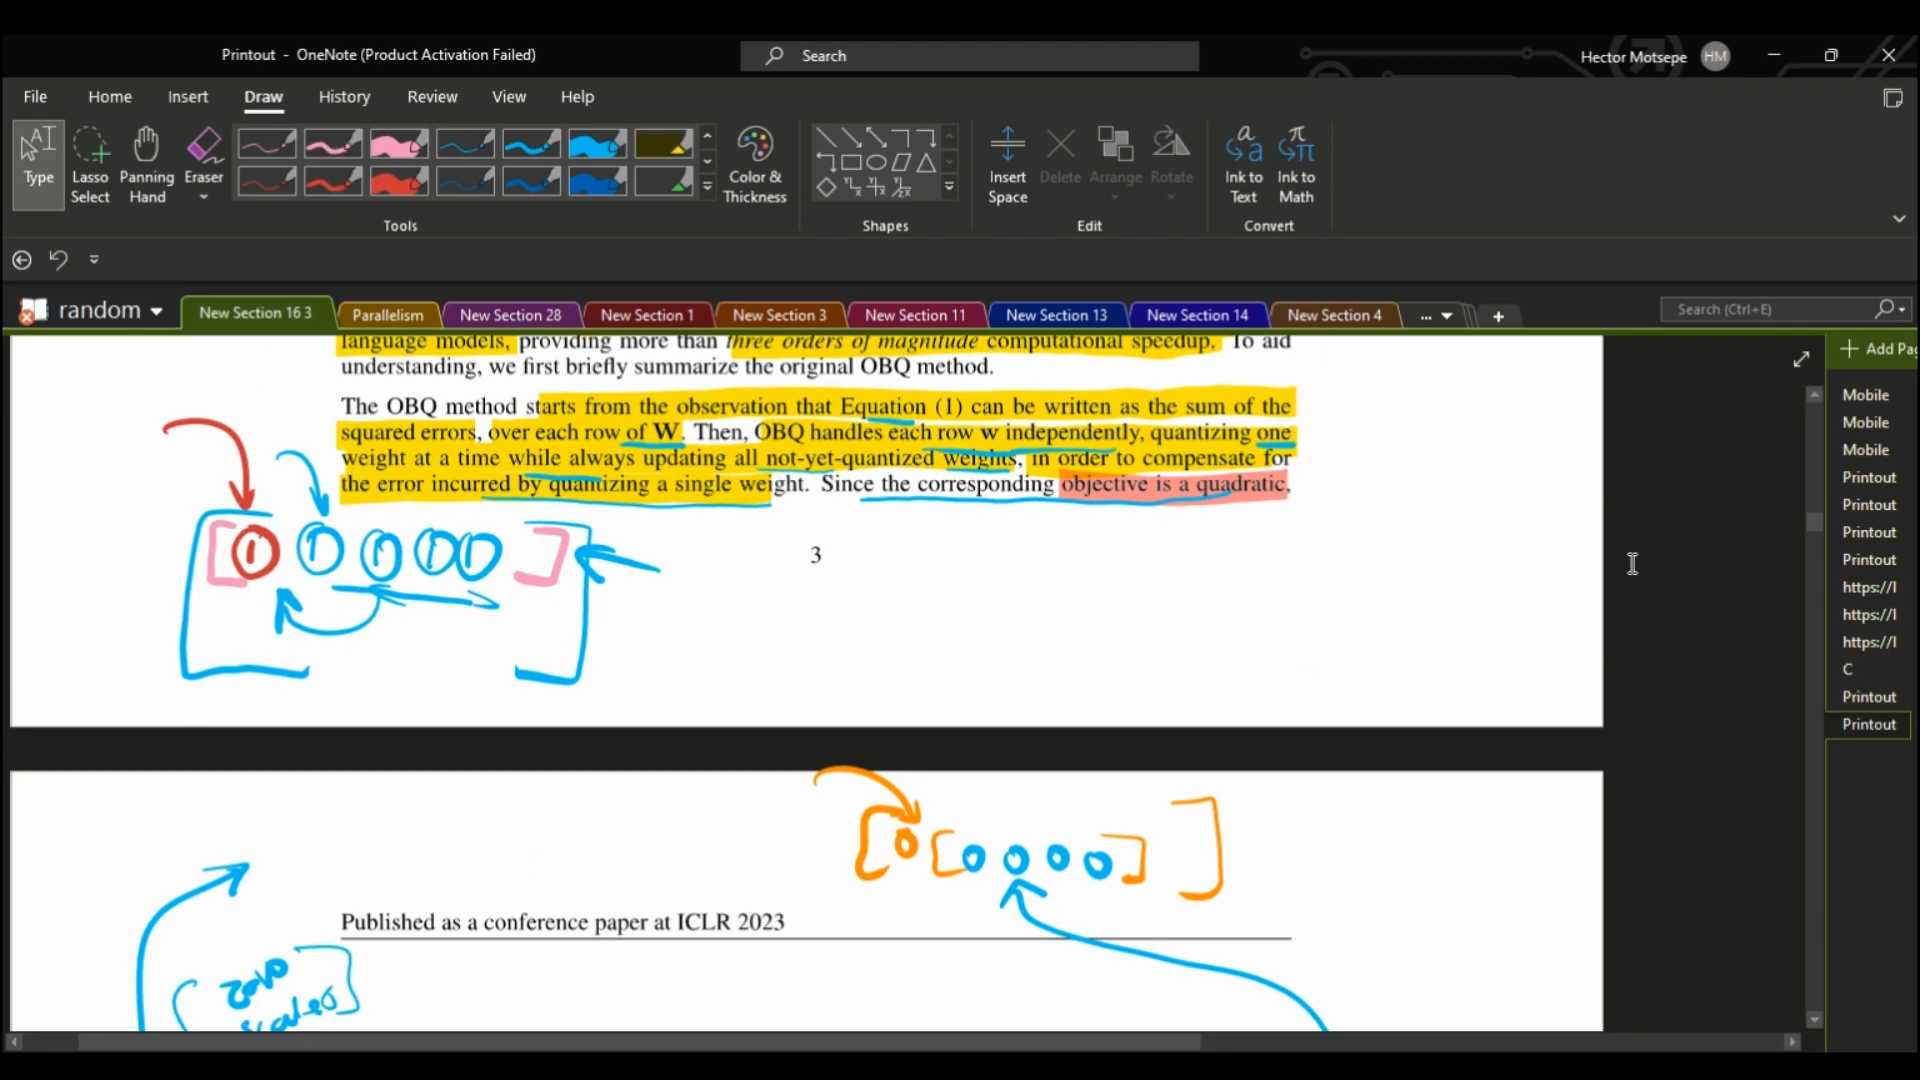 Printout - OneNote (Product Activation Failed)
Search
Hector Motsepe HM
File Home Insert Draw History Review View Help
Type
Lasso Select
Panning Hand
Eraser
Color & Thickness
Insert Space
Delete
Arrange
Rotate
Ink to Text
Ink to Math
Tools
Shapes
Edit
Convert
random
New Section 16 3
Parallelism
New Section 28
New Section 1
New Section 3
New Section 11
New Section 13
New Section 14
New Section 4
...
+
Search (Ctrl+E)
language models, providing more than three orders of magnitude computational speedup. To aid
understanding, we first briefly summarize the original OBQ method.
The OBQ method starts from the observation that Equation (1) can be written as the sum of the
squared errors, over each row of W. Then, OBQ handles each row w independently, quantizing one
weight at a time while always updating all not-yet-quantized weights, in order to compensate for
the error incurred by quantizing a single weight. Since the corresponding objective is a quadratic,
3
Published as a conference paper at ICLR 2023
zero
scales
Add Pag
Mobile
Mobile
Mobile
Printout
Printout
Printout
Printout
https://l
https://l
https://l
C
Printout
Printout